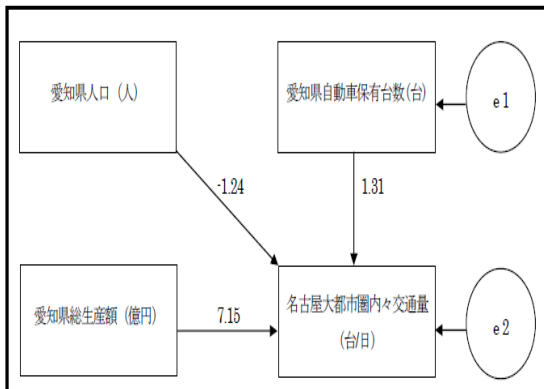 愛知県人口（人）
愛知県自動車保有台数(台)
e1
-1.24
1.31
愛知県総生産額（億円）
7.15
名古屋大都市圏内々交通量
(台/日)
e2